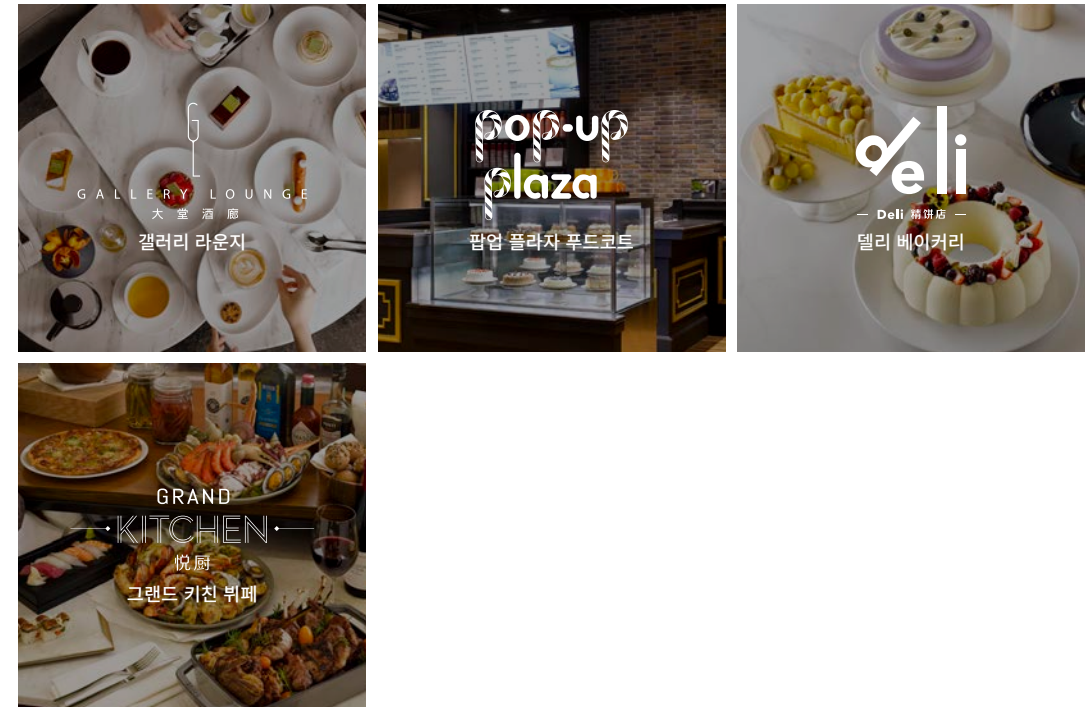 GALLERY LOUNGE
大堂酒廊
갤러리 라운지
pop-up
plaza
팝업 플라자 푸드코트
deli
Deli 精饼店
델리 베이커리
GRAND
KITCHEN
悦厨
그랜드 키친 뷔페